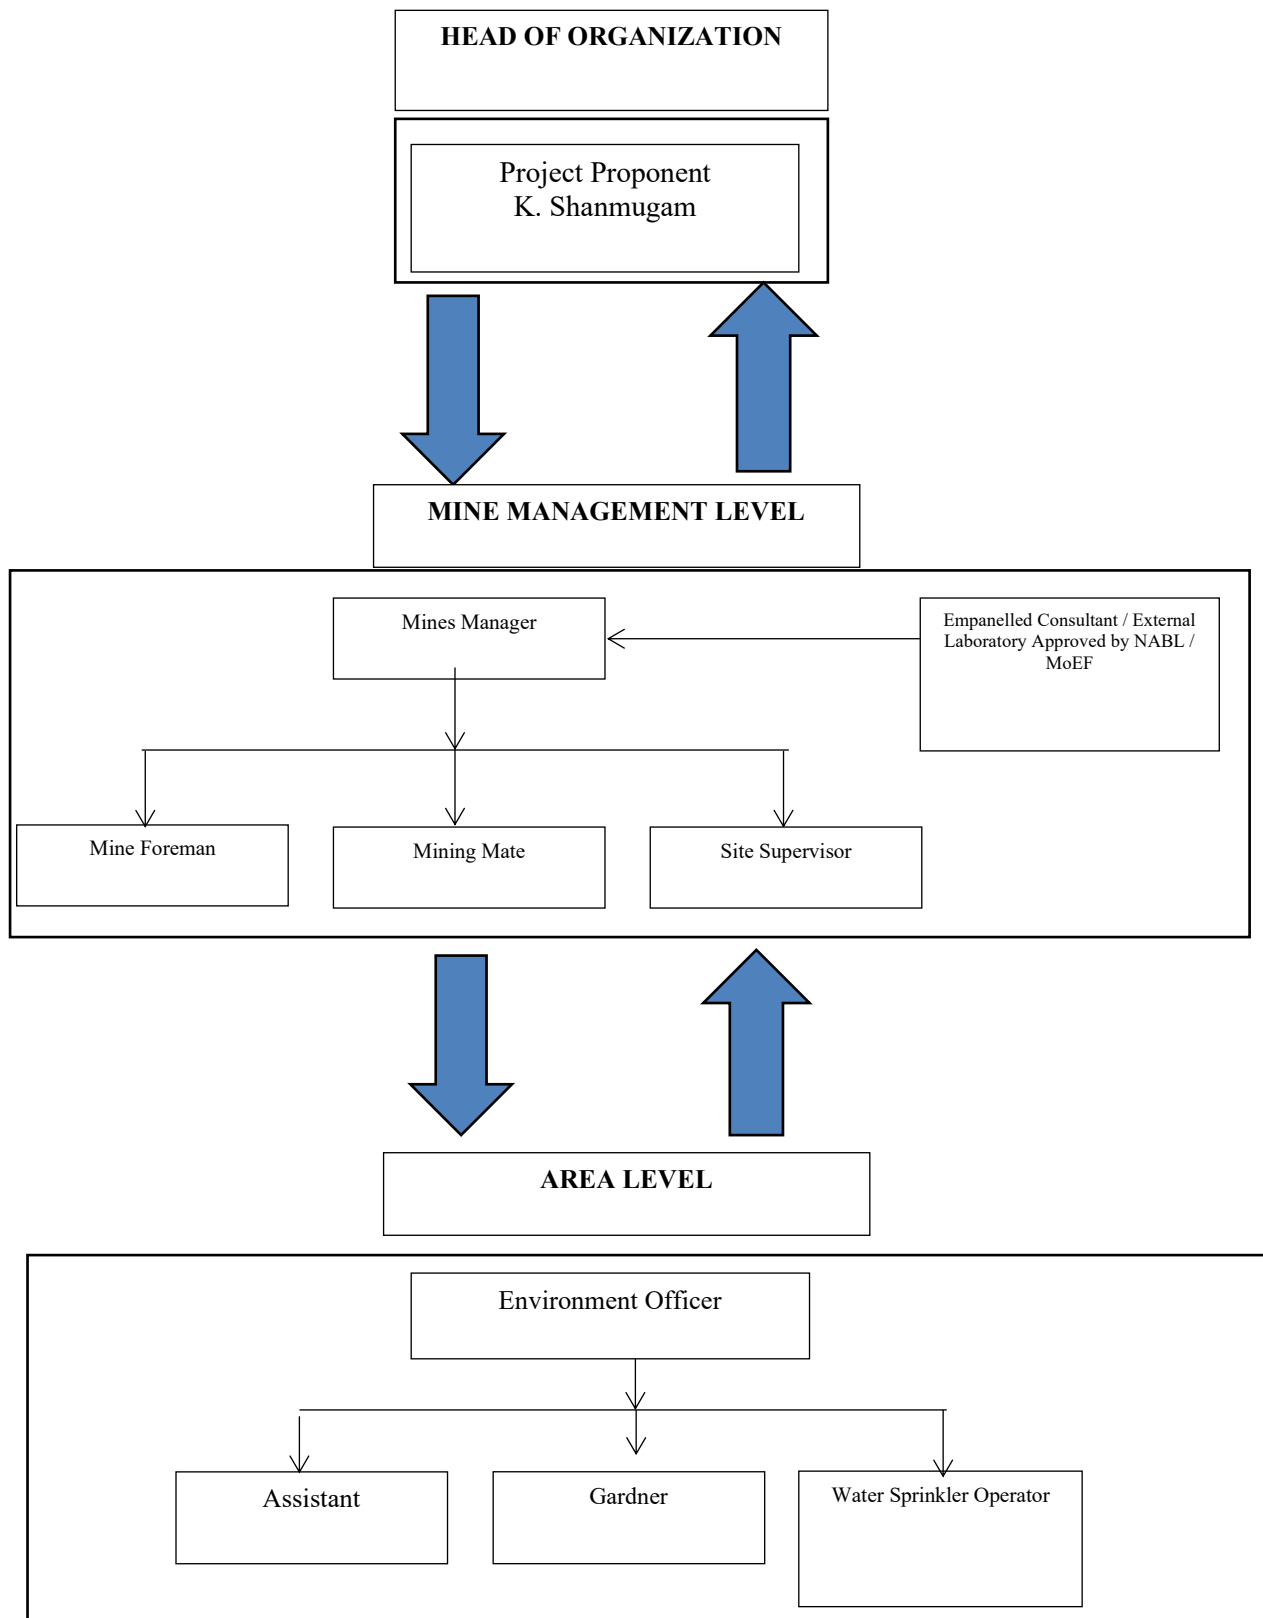 HEAD OF ORGANIZATION
Project Proponent
K. Shanmugam
MINE MANAGEMENT LEVEL
Mines Manager
Empanelled Consultant / External
Laboratory Approved by NABL /
MoEF
Mine Foreman
Mining Mate
Site Supervisor
AREA LEVEL
Environment Officer
Assistant
Gardner
Water Sprinkler Operator